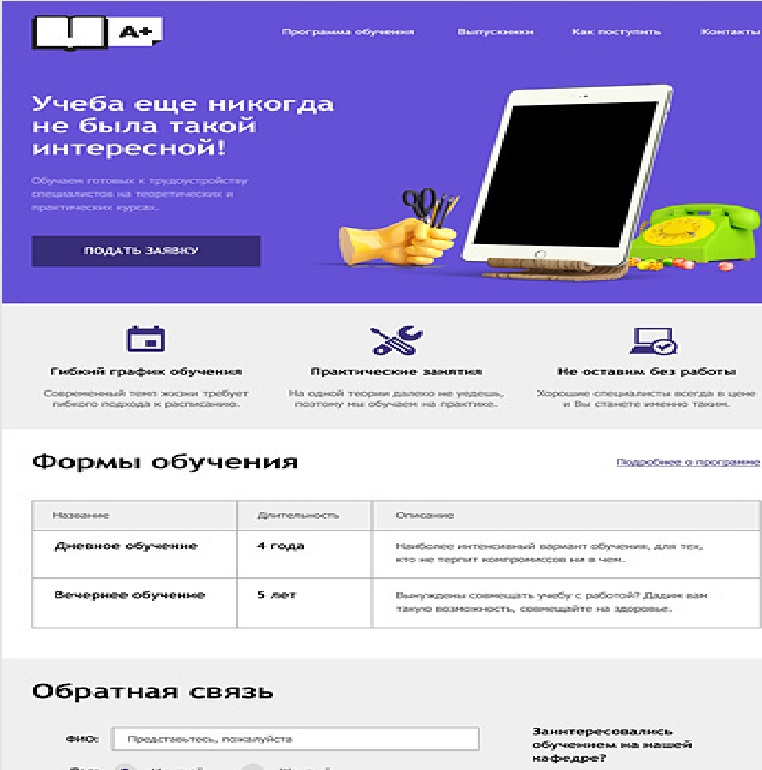 А+
Программа обучения Выпускники Как поступить Контакты
Учеба еще никогда
не была такой
интересной!
Обучаем готовых к трудоустройству
специалистов на теоретических и
практических курсах.
ПОДАТЬ ЗАЯВКУ
Гибкий график обучения
Современный темп жизни требует
гибкого подхода к расписанию.
Практические занятия
На одной теории далеко не уедешь,
поэтому мы обучаем на практике.
Не оставим без работы
Хорошие специалисты всегда в цене
и Вы станете именно таким.
Формы обучения
Подробнее о программе
Название Длительность Описание
Дневное обучение 4 года Наиболее интенсивный вариант обучения, для тех,
кто не терпит компромиссов ни в чем.
Вечернее обучение 5 лет Вынуждены совмещать учебу с работой? Дадим вам
такую возможность, совмещайте на здоровье.
Обратная связь
ФИО: Представьтесь, пожалуйста
Заинтересовались
обучением на нашей
кафедре?